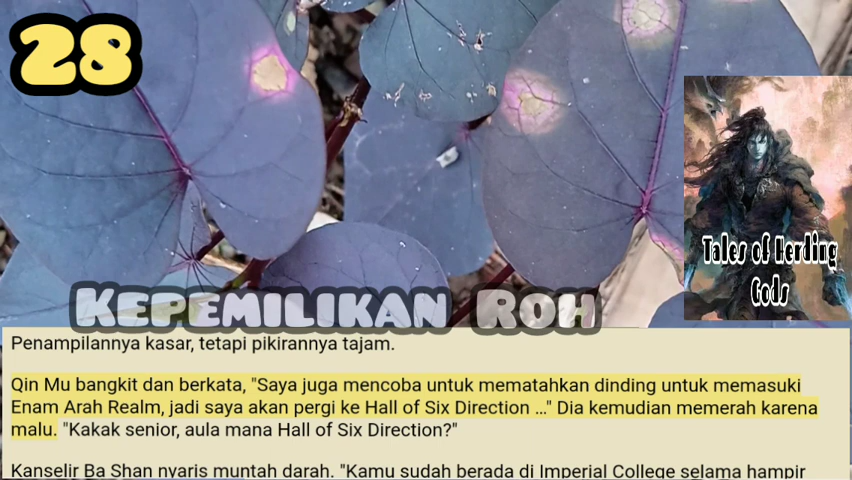 28
Tales of Herding
Gods
Kepemilikan Roh
Penampilannya kasar, tetapi pikirannya tajam.
Qin Mu bangkit dan berkata, "Saya juga mencoba untuk mematahkan dinding untuk memasuki
Enam Arah Realm, jadi saya akan pergi ke Hall of Six Direction ..." Dia kemudian memerah karena
malu. "Kakak senior, aula mana Hall of Six Direction?"
Kanselir Ba Shan nyaris muntah darah. "Kamu sudah berada di Imperial College selama hampir